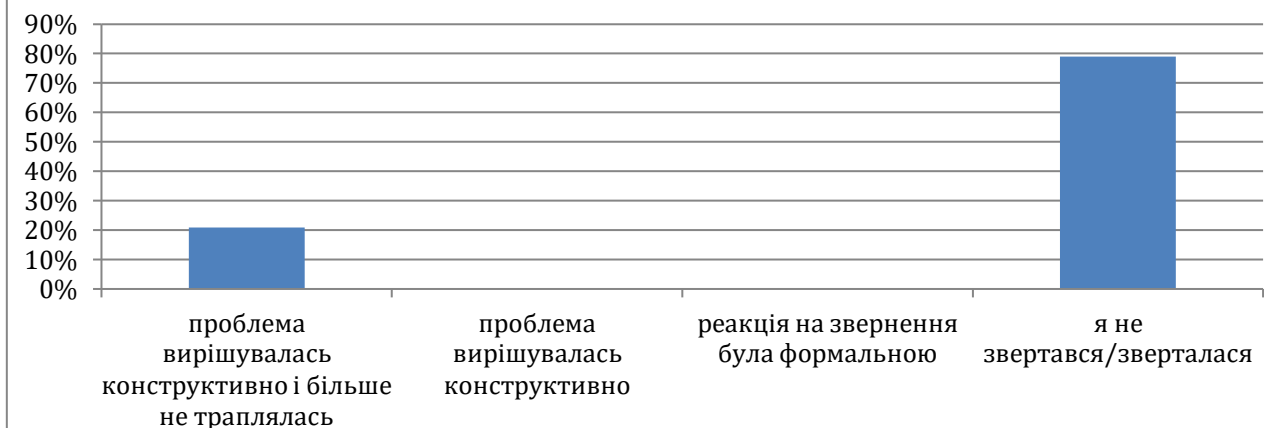 90%
80%
70%
60%
50%
40%
30%
20%
10%
0%
проблема
вирішувалась
конструктивно і більше
не траплялась
проблема
вирішувалась
конструктивно
реакція на звернення
була формальною
я не
звертався/зверталася